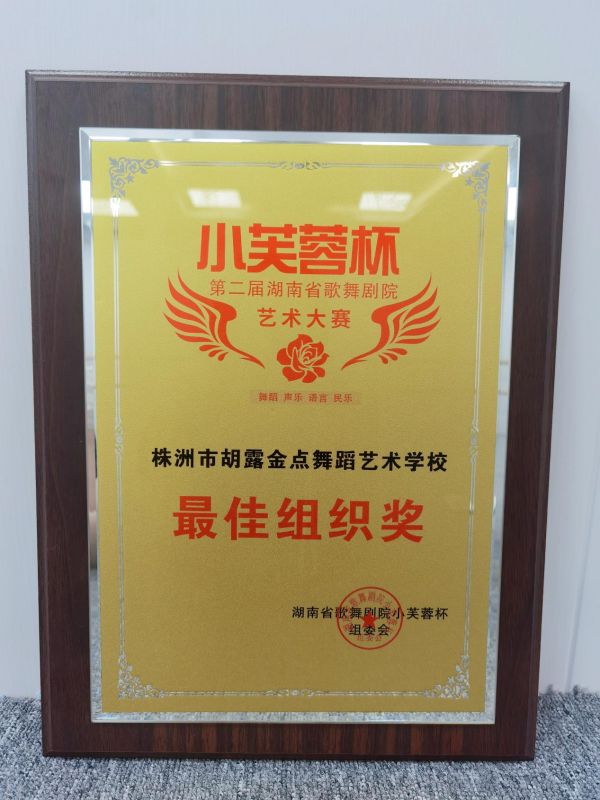 小芙蓉杯
第二届湖南省歌舞剧院
艺术大赛
舞蹈 声乐 语言 民乐
株洲市胡露金点舞蹈艺术学校
最佳组织奖
湖南省歌舞剧院小芙蓉杯
组委会